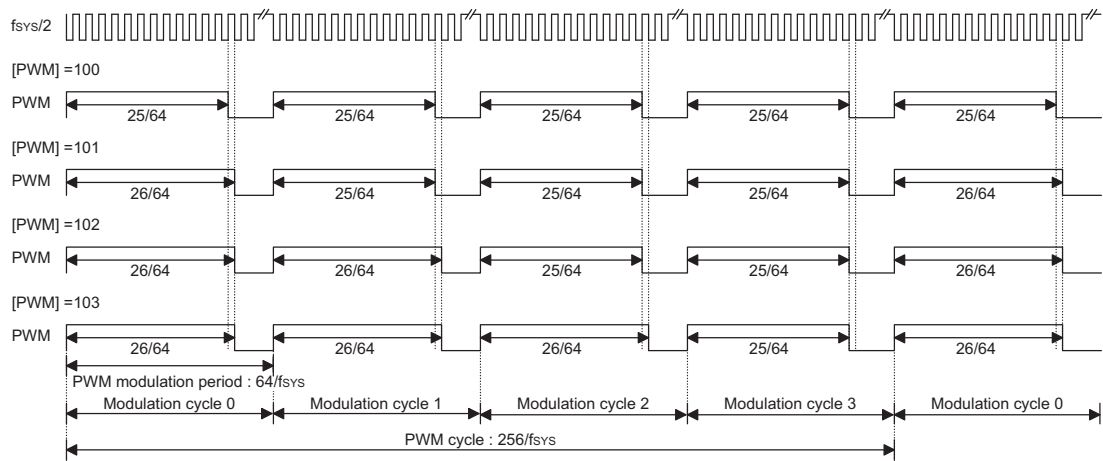 fSYS/2
[PWM] =100
PWM
25/64 25/64 25/64 25/64 25/64
[PWM] =101
PWM
26/64 25/64 25/64 25/64 26/64
[PWM] =102
PWM
26/64 26/64 25/64 25/64 26/64
[PWM] =103
PWM
26/64 26/64 26/64 25/64 26/64
PWM modulation period : 64/fSYS
Modulation cycle 0 Modulation cycle 1 Modulation cycle 2 Modulation cycle 3 Modulation cycle 0
PWM cycle : 256/fSYS